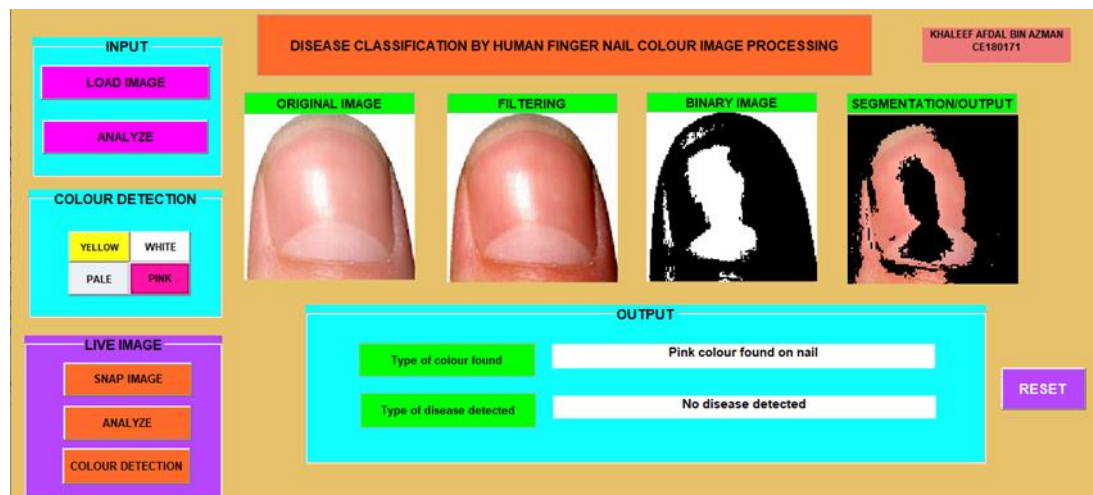 INPUT
LOAD IMAGE
ANALYZE
COLOUR DETECTION
YELLOW
WHITE
PALE
PINK
LIVE IMAGE
SNAP IMAGE
ANALYZE
COLOUR DETECTION
DISEASE CLASSIFICATION BY HUMAN FINGER NAIL COLOUR IMAGE PROCESSING
KHALEEF AFDAL BIN AZMAN
CE180171
ORIGINAL IMAGE
FILTERING
BINARY IMAGE
SEGMENTATION/OUTPUT
OUTPUT
Type of colour found
Pink colour found on nail
Type of disease detected
No disease detected
RESET